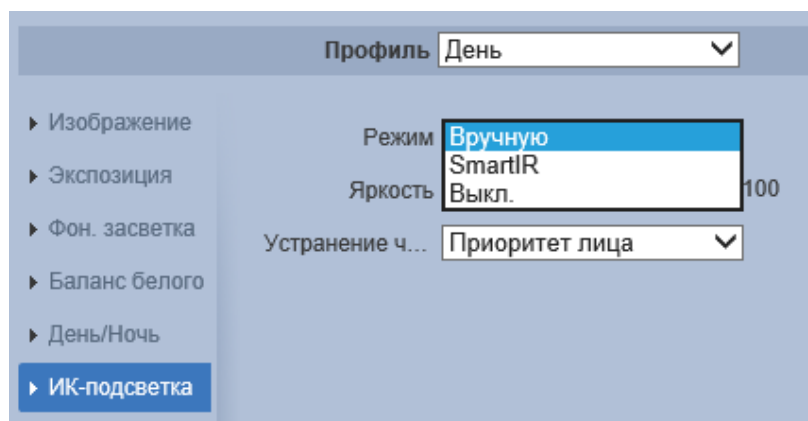 Профиль День
Изображение
Режим Вручную
SmartIR
Экспозиция
Яркость Выкл. 100
Фон. засветка
Устранение ч... Приоритет лица
Баланс белого
День/Ночь
ИК-подсветка